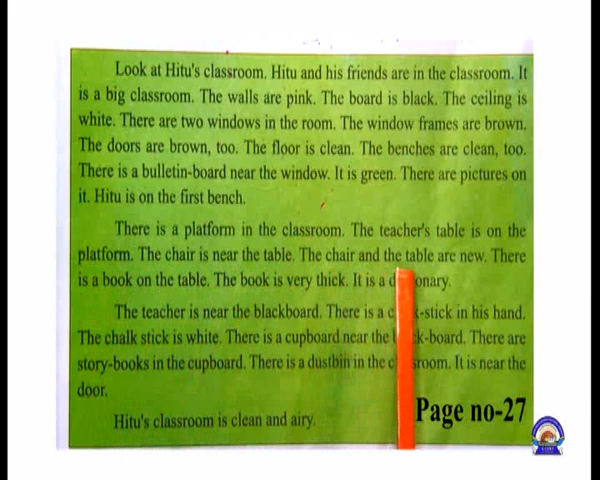 Look at Hitu's classroom. Hitu and his friends are in the classroom. It
is a big classroom. The walls are pink. The board is black. The ceiling is
white. There are two windows in the room. The window frames are brown.
The doors are brown, too. The floor is clean. The benches are clean, too.
There is a bulletin-board near the window. It is green. There are pictures on
it. Hitu is on the first bench.
There is a platform in the classroom. The teacher's table is on the
platform. The chair is near the table. The chair and the table are new. There
is a book on the table. The book is very thick. It is a d onary.
The teacher is near the blackboard. There is a c k-stick in his hand.
The chalk stick is white. There is a cupboard near the b ck-board. There are
story-books in the cupboard. There is a dustbin in the c sroom. It is near the
door.
Hitu's classroom is clean and airy.
Page no-27